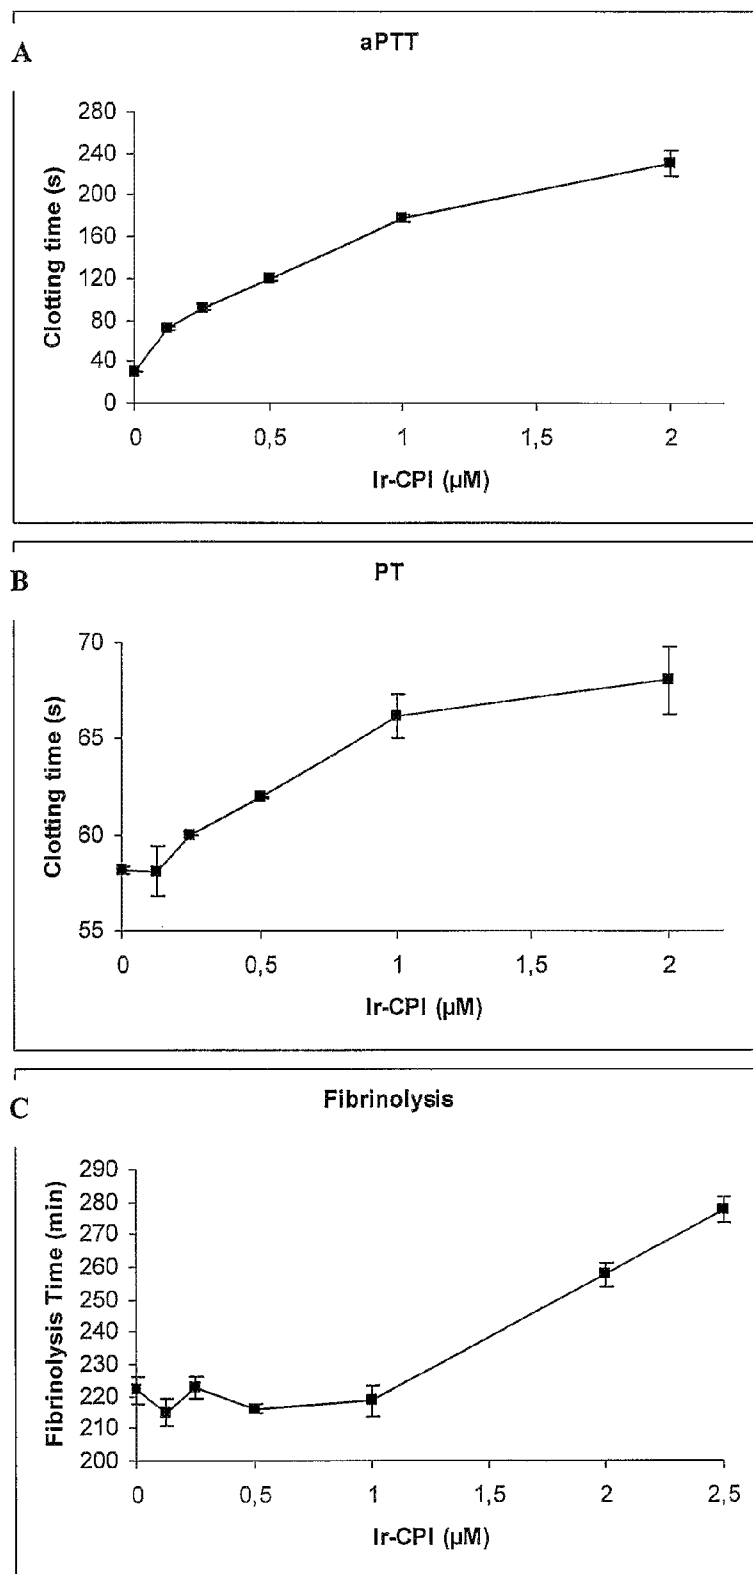 A
aPTT
Clotting time (s)
280
240
200
160
120
80
40
0
0 0,5 1 1,5 2
Ir-CPI (µM)
B
PT
Clotting time (s)
70
65
60
55
0 0,5 1 1,5 2
Ir-CPI (µM)
C
Fibrinolysis
Fibrinolysis Time (min)
290
280
270
260
250
240
230
220
210
200
0 0,5 1 1,5 2 2,5
Ir-CPI (µM)